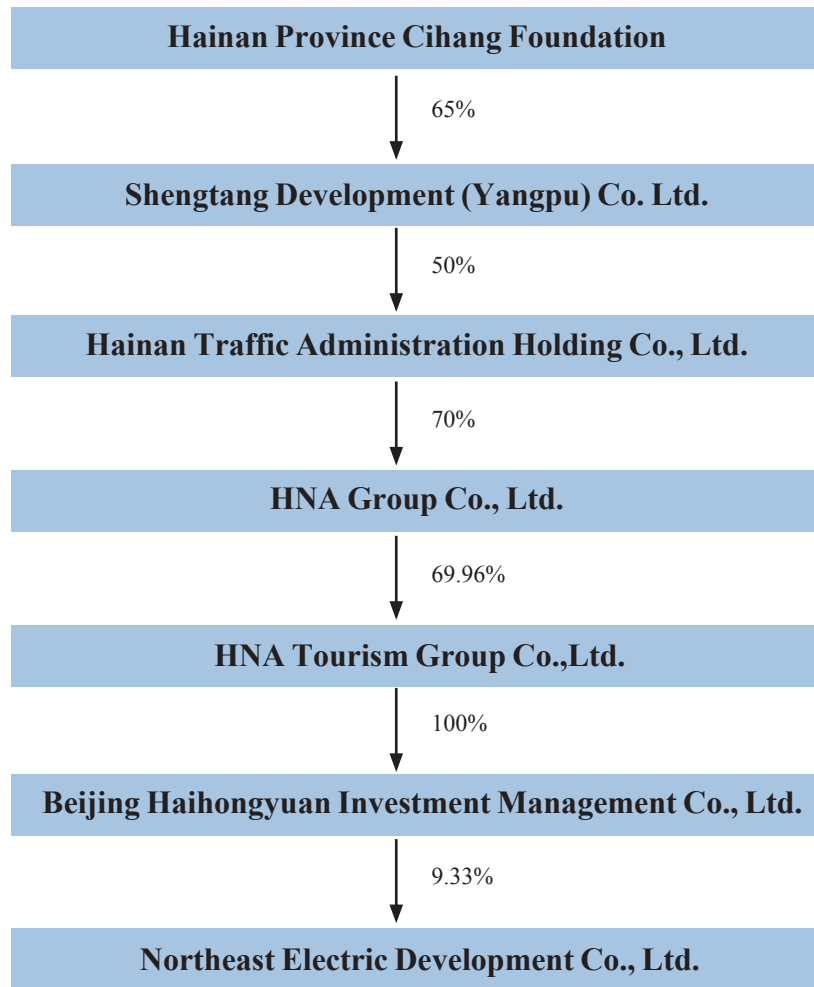 Hainan Province Cihang Foundation
65%
Shengtang Development (Yangpu) Co. Ltd.
50%
Hainan Traffic Administration Holding Co., Ltd.
70%
HNA Group Co., Ltd.
69.96%
HNA Tourism Group Co.,Ltd.
100%
Beijing Haihongyuan Investment Management Co., Ltd.
9.33%
Northeast Electric Development Co., Ltd.